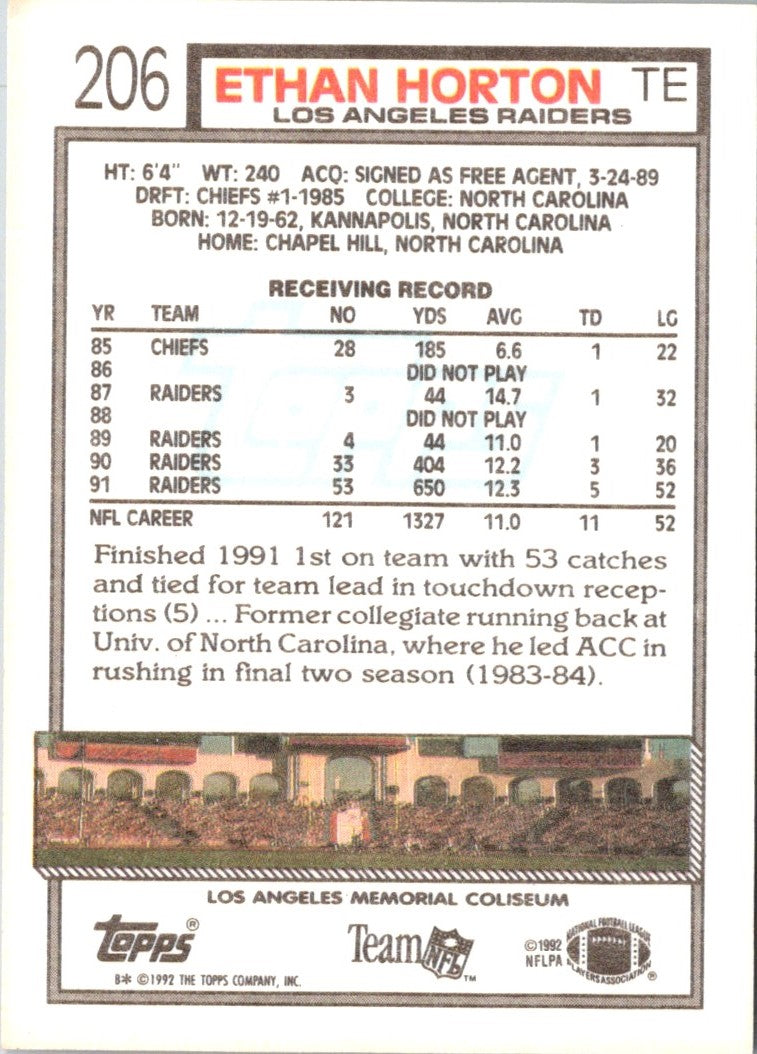 206 ETHAN HORTON TE
LOS ANGELES RAIDERS
HT: 6'4" WT: 240 ACQ: SIGNED AS FREE AGENT, 3-24-89
DRFT: CHIEFS #1-1985 COLLEGE: NORTH CAROLINA
BORN: 12-19-62, KANNAPOLIS, NORTH CAROLINA
HOME: CHAPEL HILL, NORTH CAROLINA
RECEIVING RECORD
YR TEAM NO YDS AVG TD LG
85 CHIEFS 28 185 6.6 1 22
86 DID NOT PLAY
87 RAIDERS 3 44 14.7 1 32
88 DID NOT PLAY
89 RAIDERS 4 44 11.0 1 20
90 RAIDERS 33 404 12.2 3 36
91 RAIDERS 53 650 12.3 5 52
NFL CAREER 121 1327 11.0 11 52
Finished 1991 1st on team with 53 catches
and tied for team lead in touchdown recep-
tions (5) ... Former collegiate running back at
Univ. of North Carolina, where he led ACC in
rushing in final two season (1983-84).
LOS ANGELES MEMORIAL COLISEUM
TOPPS®
Team NFL™
©1992
NFLPA
NATIONAL FOOTBALL LEAGUE
PLAYERS ASSOCIATION®
B* ©1992 THE TOPPS COMPANY, INC.